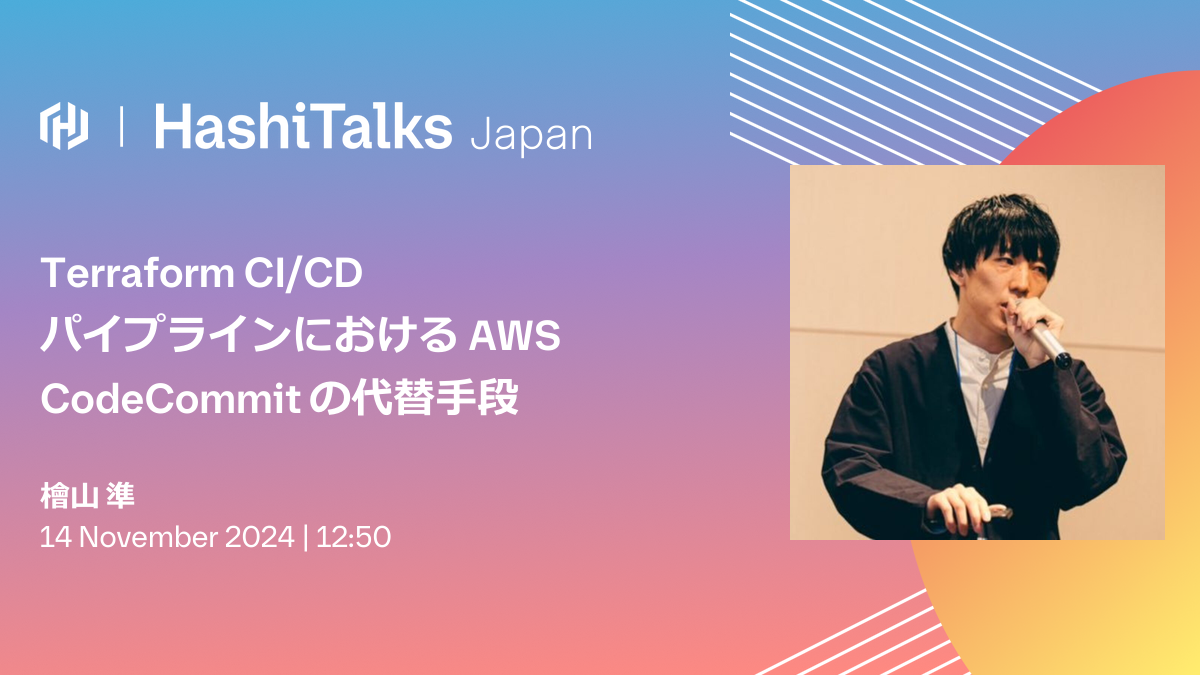 HashiTalks Japan
Terraform CI/CD
パイプラインにおける AWS
CodeCommit の代替手段
檜山 準
14 November 2024 | 12:50